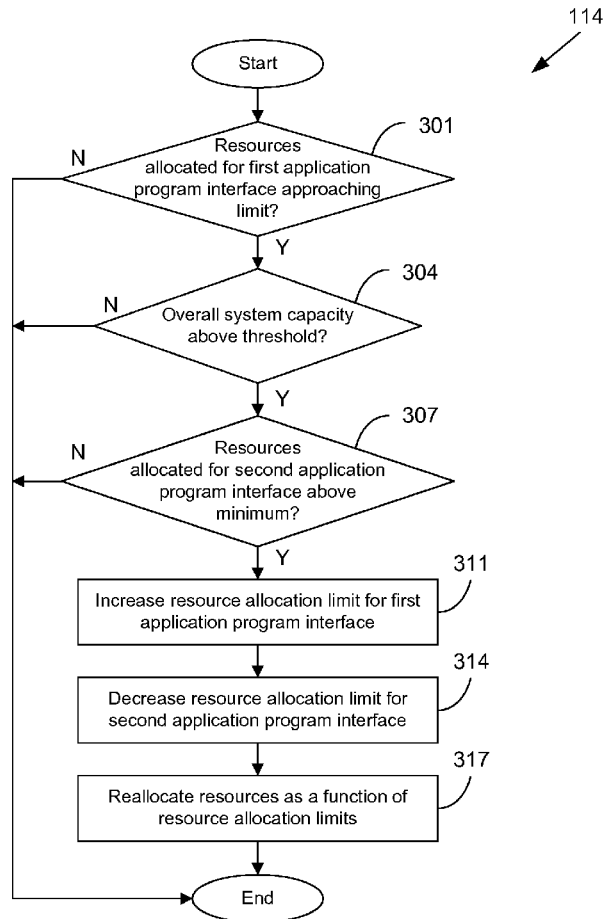 114
Start
301
Resources
allocated for first application
program interface approaching
limit?
N
Y
304
Overall system capacity
above threshold?
N
Y
307
Resources
allocated for second application
program interface above
minimum?
N
Y
311
Increase resource allocation limit for first
application program interface
314
Decrease resource allocation limit for
second application program interface
317
Reallocate resources as a function of
resource allocation limits
End